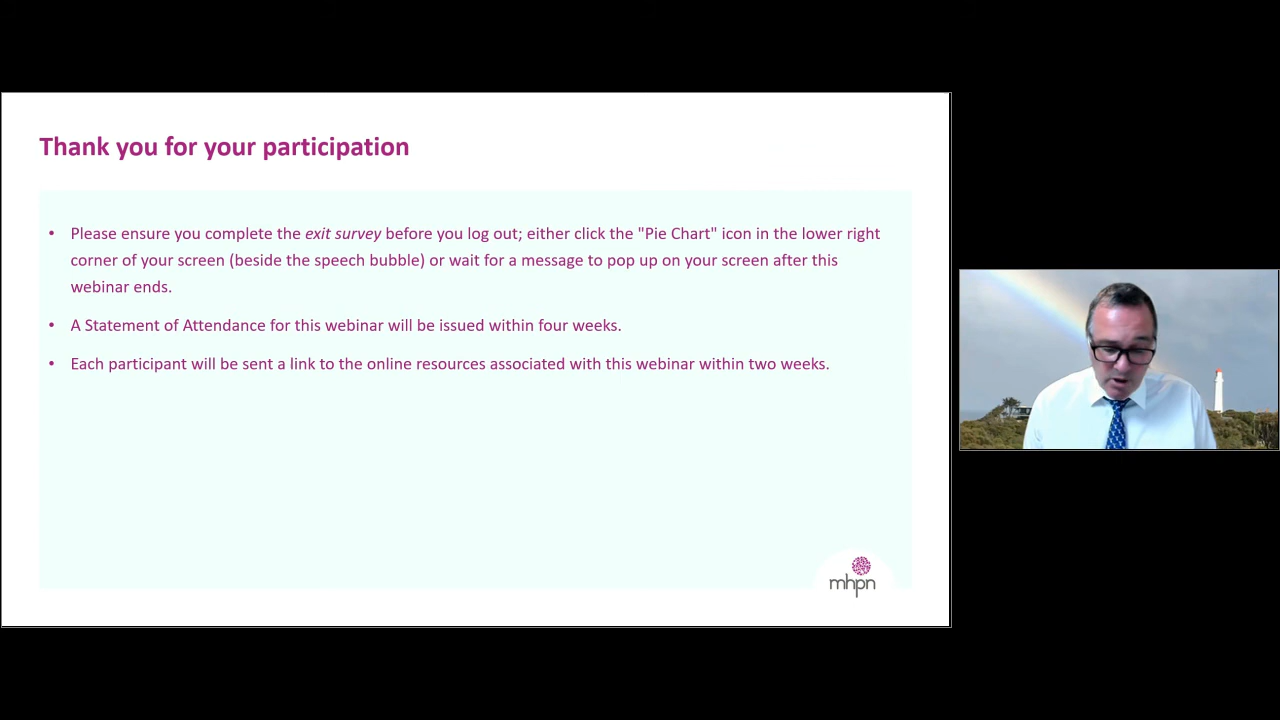 Thank you for your participation
• Please ensure you complete the exit survey before you log out; either click the "Pie Chart" icon in the lower right
corner of your screen (beside the speech bubble) or wait for a message to pop up on your screen after this
webinar ends.
• A Statement of Attendance for this webinar will be issued within four weeks.
• Each participant will be sent a link to the online resources associated with this webinar within two weeks.
mhpn